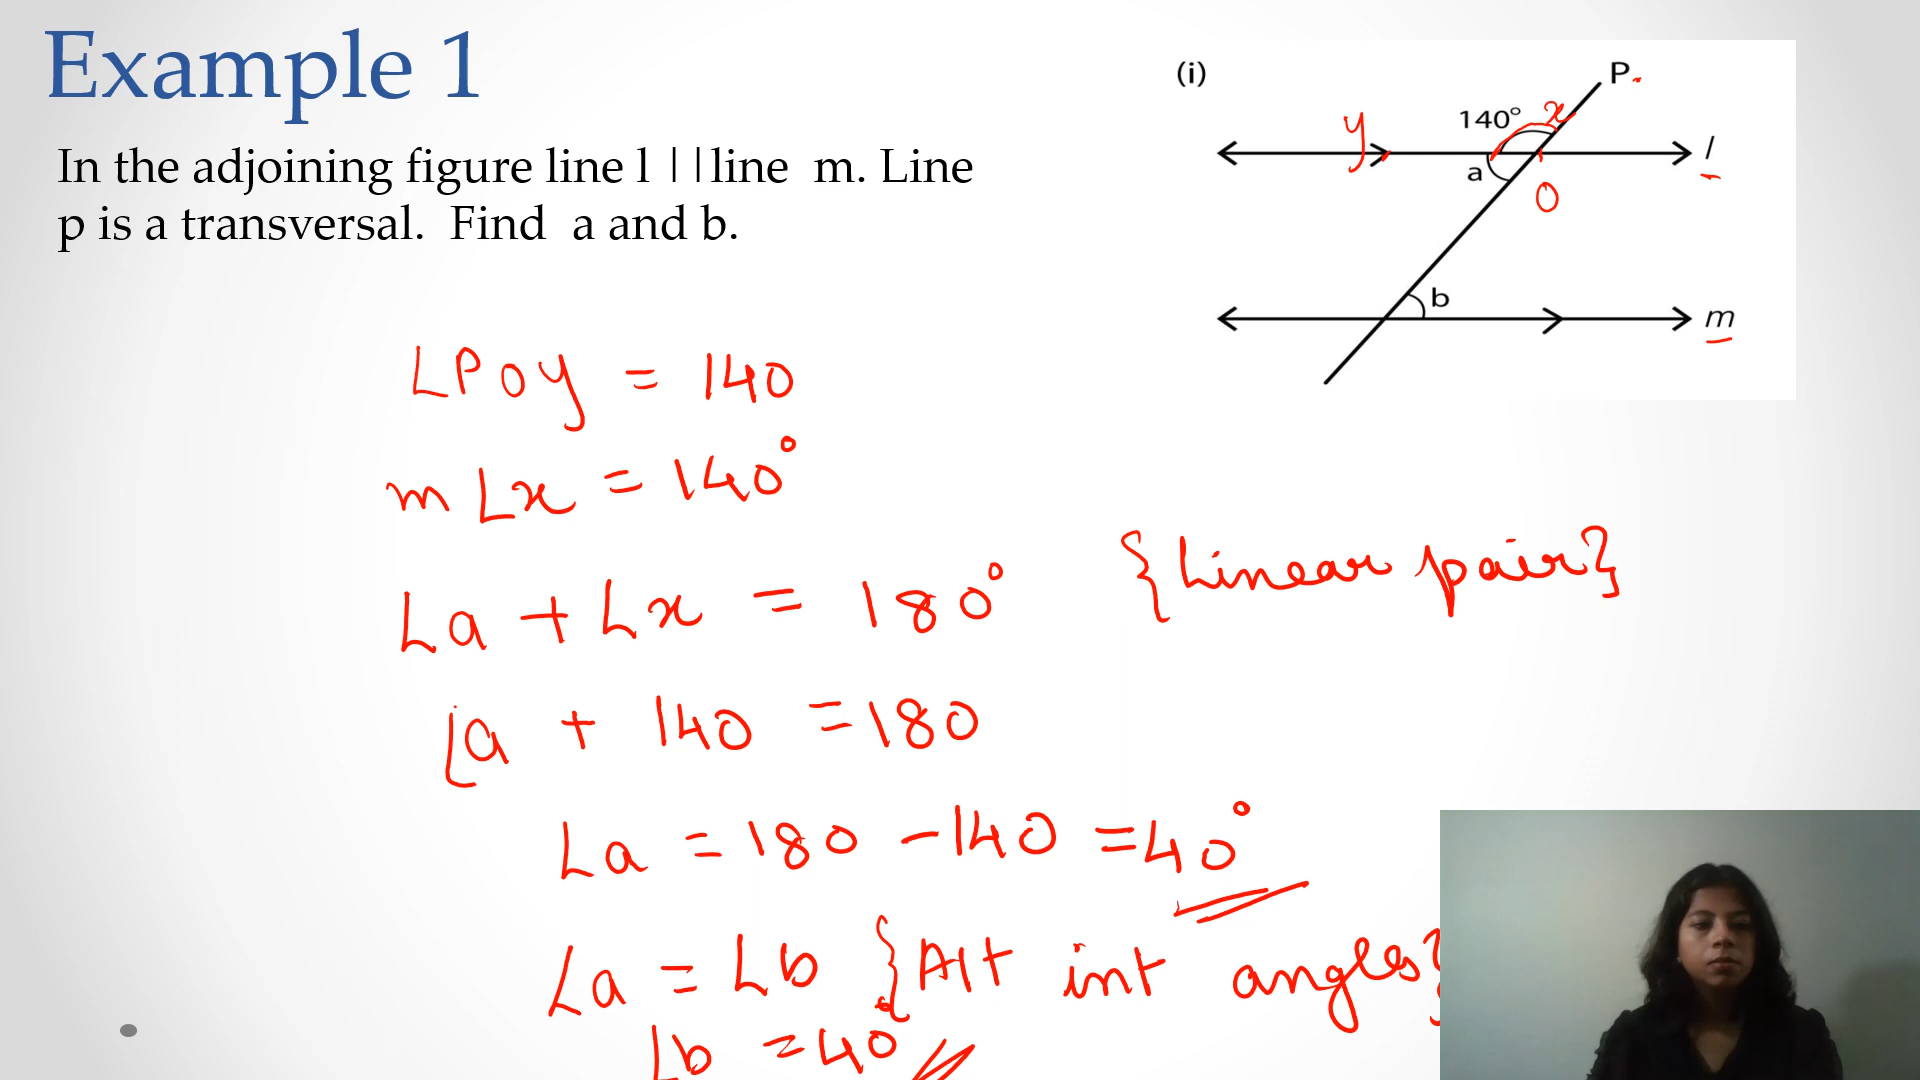 Example 1
In the adjoining figure line l ||line m. Line
p is a transversal. Find a and b.
(i)
P
140°
x
y
l
a
O
b
m
∠POY = 140
m∠x = 140°
∠a + ∠x = 180° {Linear pair}
∠a + 140 = 180
∠a = 180 - 140 = 40°
∠a = ∠b {Alt int angles}
∠b = 40